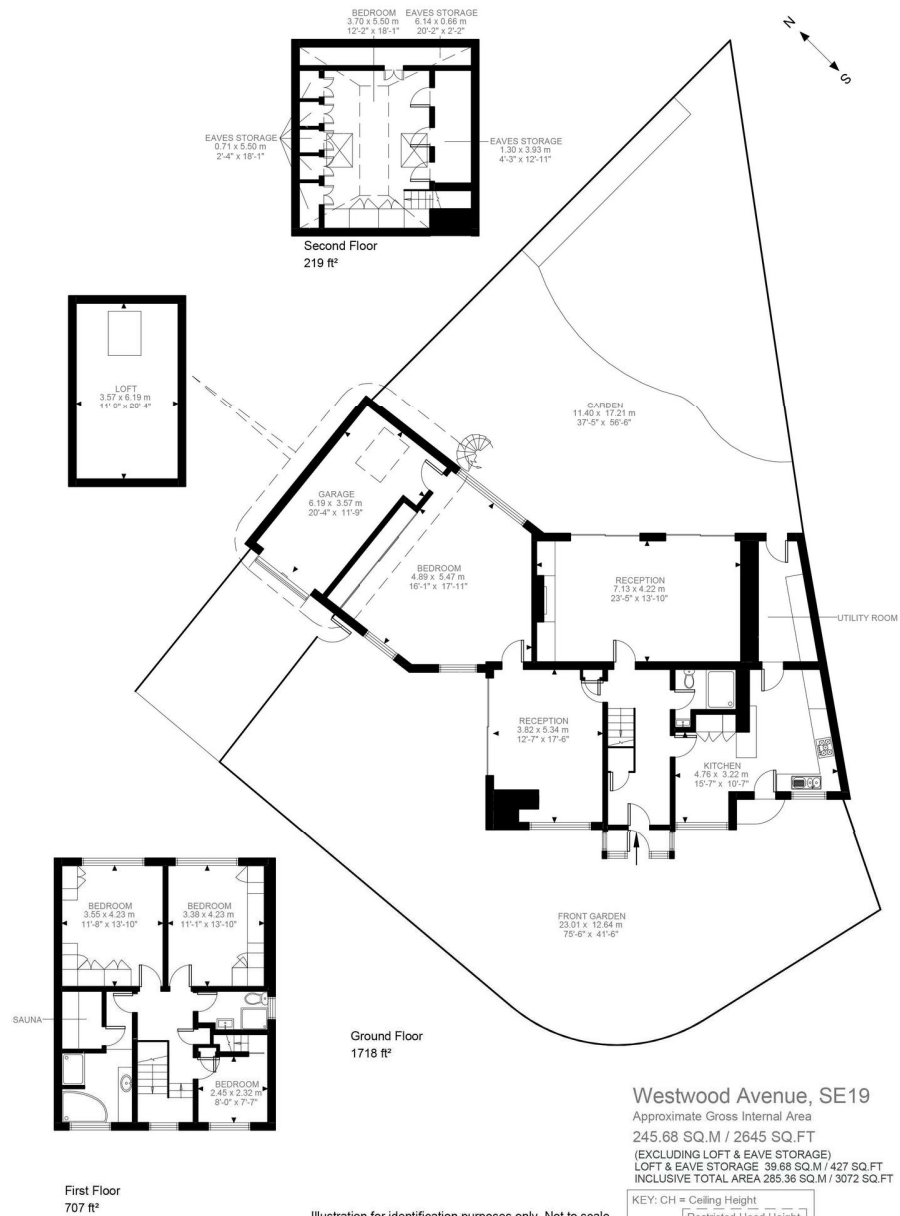 BEDROOM
3.70 x 5.50 m
12'-2" x 18'-1"
EAVES STORAGE
6.14 x 0.66 m
20'-2" x 2'-2"
N
S
EAVES STORAGE
0.71 x 5.50 m
2'-4" x 18'-1"
EAVES STORAGE
1.30 x 3.93 m
4'-3" x 12'-11"
Second Floor
219 ft²
LOFT
3.57 x 6.19 m
11'-9" x 20'-4"
GARDEN
11.40 x 17.21 m
37'-5" x 56'-6"
GARAGE
6.19 x 3.57 m
20'-4" x 11'-9"
BEDROOM
4.89 x 5.47 m
16'-1" x 17'-11"
RECEPTION
7.13 x 4.22 m
23'-5" x 13'-10"
UTILITY ROOM
RECEPTION
3.82 x 5.34 m
12'-7" x 17'-6"
KITCHEN
4.76 x 3.22 m
15'-7" x 10'-7"
FRONT GARDEN
23.01 x 12.64 m
75'-6" x 41'-6"
BEDROOM
3.55 x 4.23 m
11'-8" x 13'-10"
BEDROOM
3.38 x 4.23 m
11'-1" x 13'-10"
SAUNA
BEDROOM
2.45 x 2.32 m
8'-0" x 7'-7"
Ground Floor
1718 ft²
First Floor
707 ft²
Westwood Avenue, SE19
Approximate Gross Internal Area
245.68 SQ.M / 2645 SQ.FT
(EXCLUDING LOFT & EAVE STORAGE)
LOFT & EAVE STORAGE 39.68 SQ.M / 427 SQ.FT
INCLUSIVE TOTAL AREA 285.36 SQ.M / 3072 SQ.FT
KEY: CH = Ceiling Height
Restricted Head Height
Illustration for identification purposes only. Not to scale